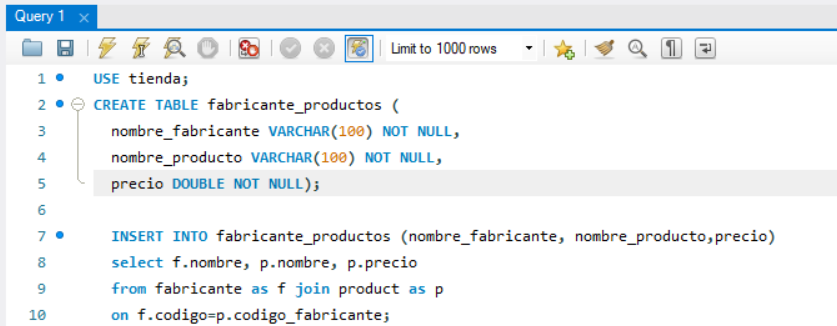 Query 1
Limit to 1000 rows
1 USE tienda;
2 CREATE TABLE fabricante_productos (
3 nombre_fabricante VARCHAR(100) NOT NULL,
4 nombre_producto VARCHAR(100) NOT NULL,
5 precio DOUBLE NOT NULL);
6
7 INSERT INTO fabricante_productos (nombre_fabricante, nombre_producto,precio)
8 select f.nombre, p.nombre, p.precio
9 from fabricante as f join product as p
10 on f.codigo=p.codigo_fabricante;